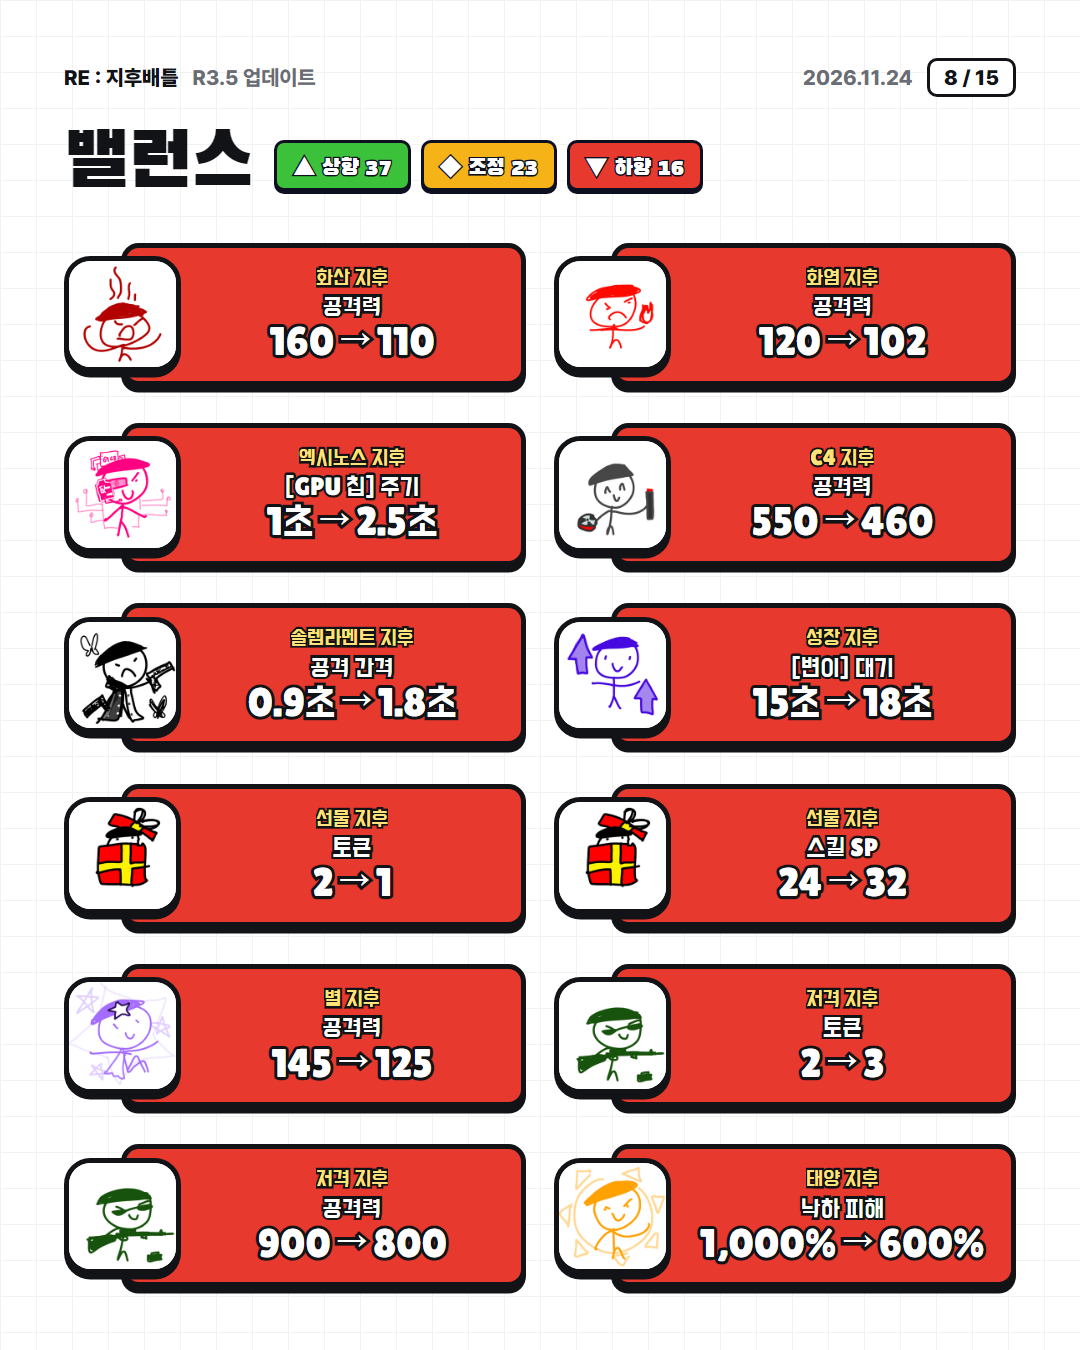 RE : 지후배틀 R3.5 업데이트
2026.11.24 8 / 15
밸런스
▲ 상향 37
◆ 조정 23
▼ 하향 16
화산 지후
공격력
160 → 110
화염 지후
공격력
120 → 102
엑시노스 지후
[GPU 칩] 주기
1초 → 2.5초
C4 지후
공격력
550 → 460
솔렘라멘트 지후
공격 간격
0.9초 → 1.8초
성장 지후
[변이] 대기
15초 → 18초
선물 지후
토큰
2 → 1
선물 지후
스킬 SP
24 → 32
별 지후
공격력
145 → 125
저격 지후
토큰
2 → 3
저격 지후
공격력
900 → 800
태양 지후
낙하 피해
1,000% → 600%